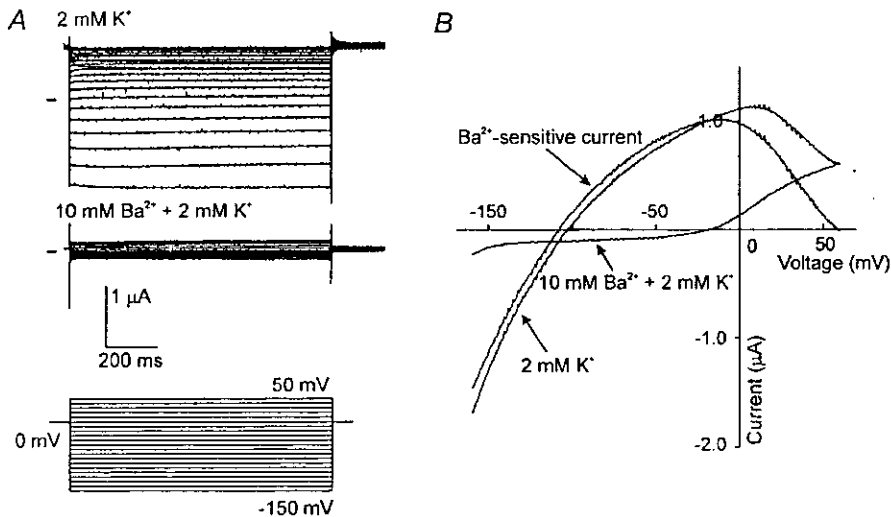 A
2 mM K⁺
10 mM Ba²⁺ + 2 mM K⁺
1 µA
200 ms
50 mV
0 mV
-150 mV
B
Ba²⁺-sensitive current
1.0
-150
-50
0
50
Voltage (mV)
10 mM Ba²⁺ + 2 mM K⁺
2 mM K⁺
-1.0
-2.0
Current (µA)